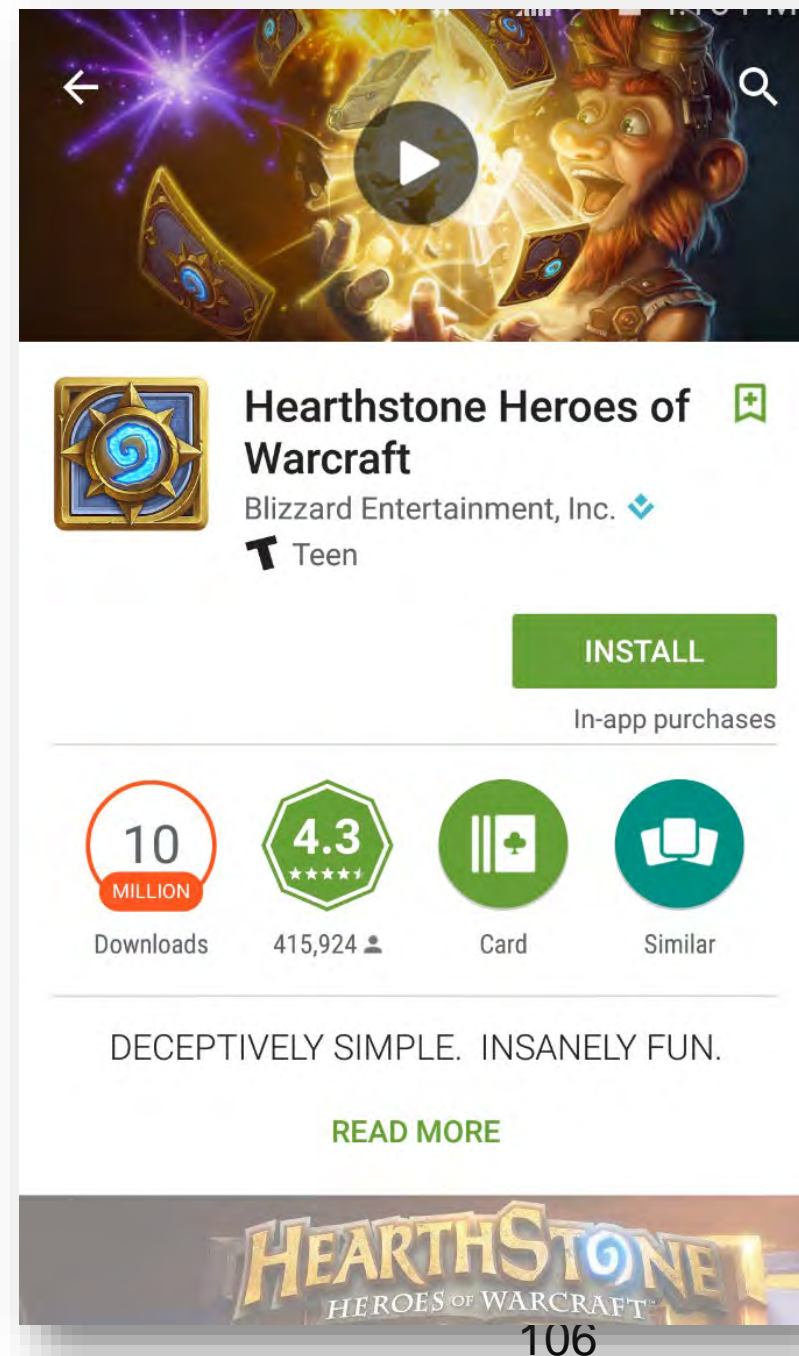 Hearthstone Heroes of
Warcraft
Blizzard Entertainment, Inc.
T Teen
INSTALL
In-app purchases
10
MILLION
Downloads
4.3
415,924
Card
Similar
DECEPTIVELY SIMPLE. INSANELY FUN.
READ MORE
HEARTHSTONE
HEROES OF WARCRAFT™
106